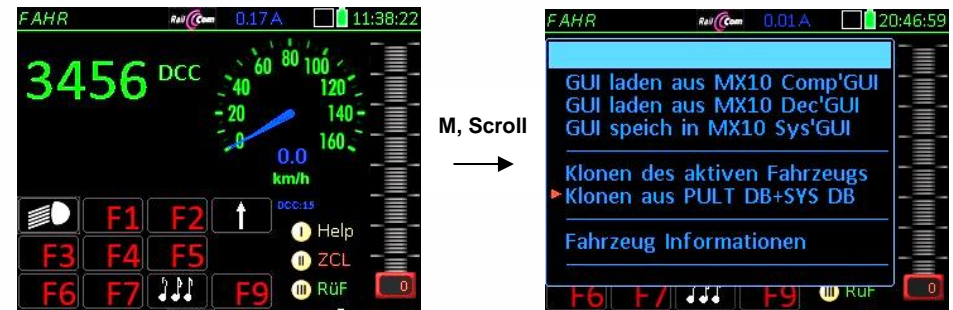 FAHR RailCom 0.17 A 11:38:22
3456 DCC
0 20 40 60 80 100 120 140 160
0.0
km/h
DCC:15
F1 F2
I Help
F3 F4 F5
II ZCL
F6 F7 F9
III RüF
0
M, Scroll
FAHR RailCom 0.01 A 20:46:59
GUI laden aus MX10 Comp'GUI
GUI laden aus MX10 Dec'GUI
GUI speich in MX10 Sys'GUI
Klonen des aktiven Fahrzeugs
Klonen aus PULT DB+SYS DB
Fahrzeug Informationen
F6 F7 F9 III RüF
0